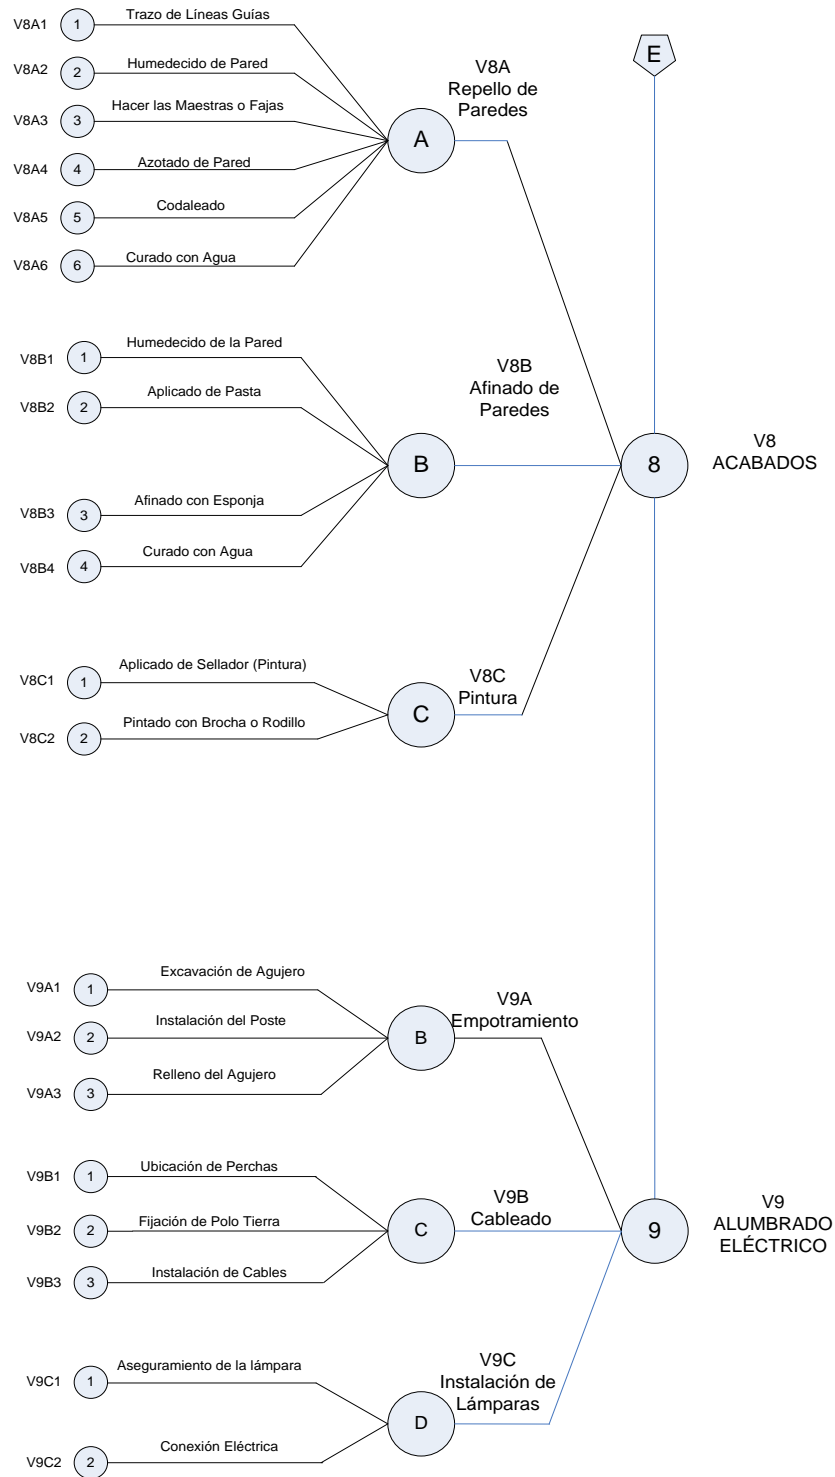 V8A1 1 Trazo de Líneas Guías
V8A2 2 Humedecido de Pared
V8A3 3 Hacer las Maestras o Fajas
V8A4 4 Azotado de Pared
V8A5 5 Codaleado
V8A6 6 Curado con Agua
A
V8A
Repello de
Paredes
E
V8B1 1 Humedecido de la Pared
V8B2 2 Aplicado de Pasta
V8B3 3 Afinado con Esponja
V8B4 4 Curado con Agua
B
V8B
Afinado de
Paredes
8
V8
ACABADOS
V8C1 1 Aplicado de Sellador (Pintura)
V8C2 2 Pintado con Brocha o Rodillo
C
V8C
Pintura
V9A1 1 Excavación de Agujero
V9A2 2 Instalación del Poste
V9A3 3 Relleno del Agujero
B
V9A
Empotramiento
V9B1 1 Ubicación de Perchas
V9B2 2 Fijación de Polo Tierra
V9B3 3 Instalación de Cables
C
V9B
Cableado
9
V9
ALUMBRADO
ELÉCTRICO
V9C1 1 Aseguramiento de la lámpara
V9C2 2 Conexión Eléctrica
D
V9C
Instalación de
Lámparas